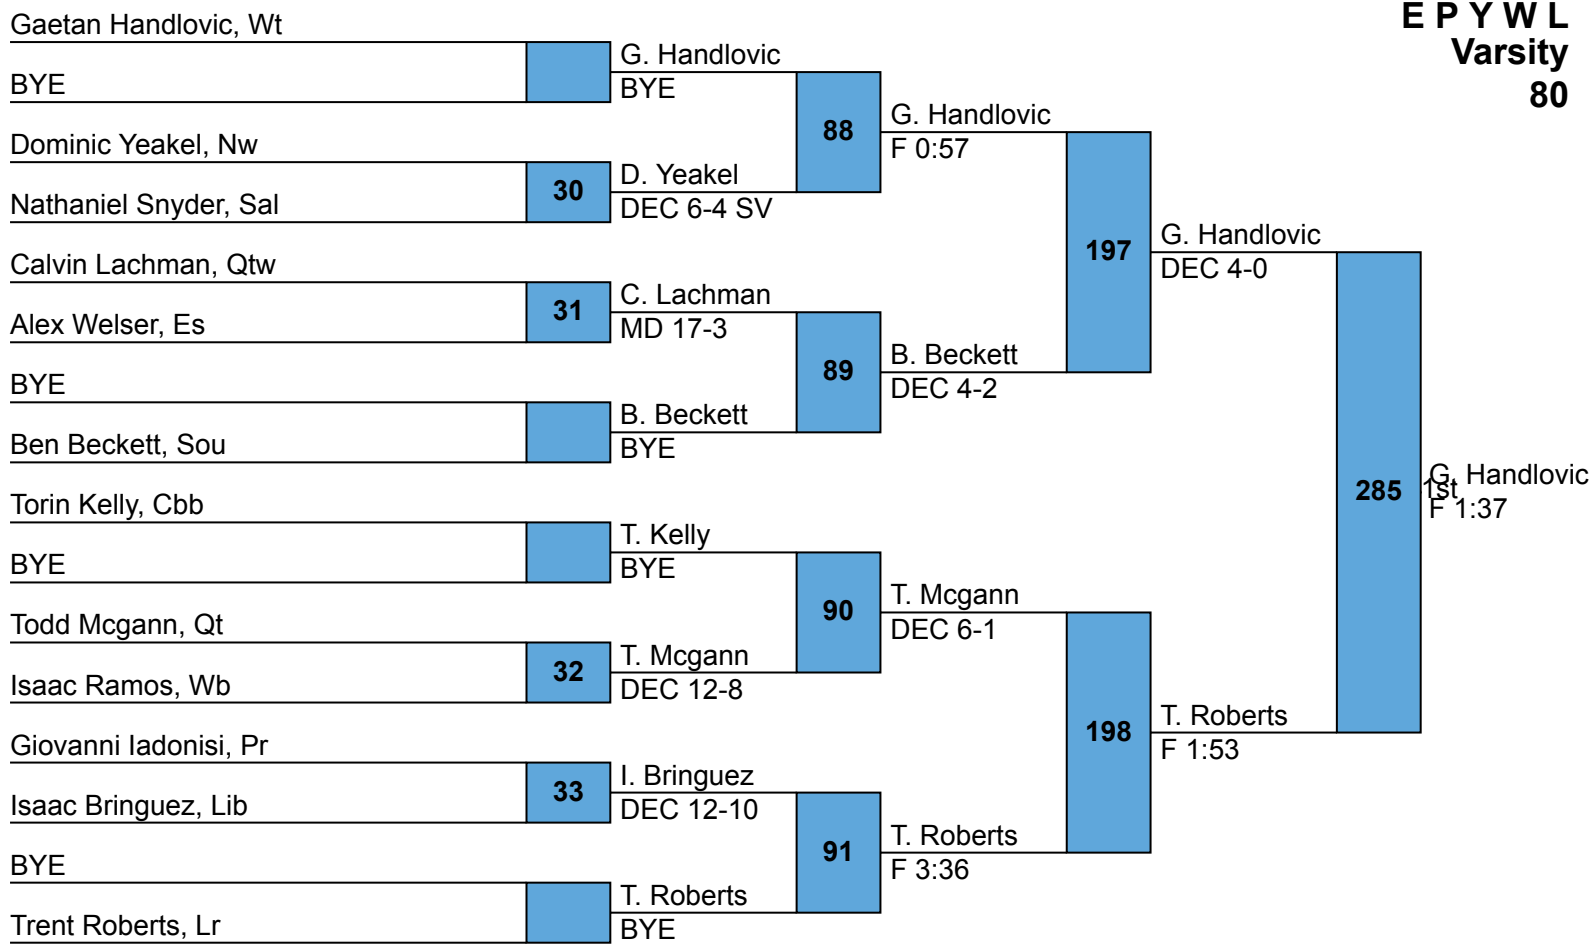 E P Y W L
Varsity
80
Gaetan Handlovic, Wt
BYE
Dominic Yeakel, Nw
Nathaniel Snyder, Sal
Calvin Lachman, Qtw
Alex Welser, Es
BYE
Ben Beckett, Sou
Torin Kelly, Cbb
BYE
Todd Mcgann, Qt
Isaac Ramos, Wb
Giovanni Iadonisi, Pr
Isaac Bringuez, Lib
BYE
Trent Roberts, Lr
30
31
32
33
G. Handlovic
BYE
D. Yeakel
DEC 6-4 SV
C. Lachman
MD 17-3
B. Beckett
BYE
T. Kelly
BYE
T. Mcgann
DEC 12-8
I. Bringuez
DEC 12-10
T. Roberts
BYE
88
89
90
91
G. Handlovic
F 0:57
B. Beckett
DEC 4-2
T. Mcgann
DEC 6-1
T. Roberts
F 3:36
197
198
G. Handlovic
DEC 4-0
T. Roberts
F 1:53
285
1st
G. Handlovic
F 1:37